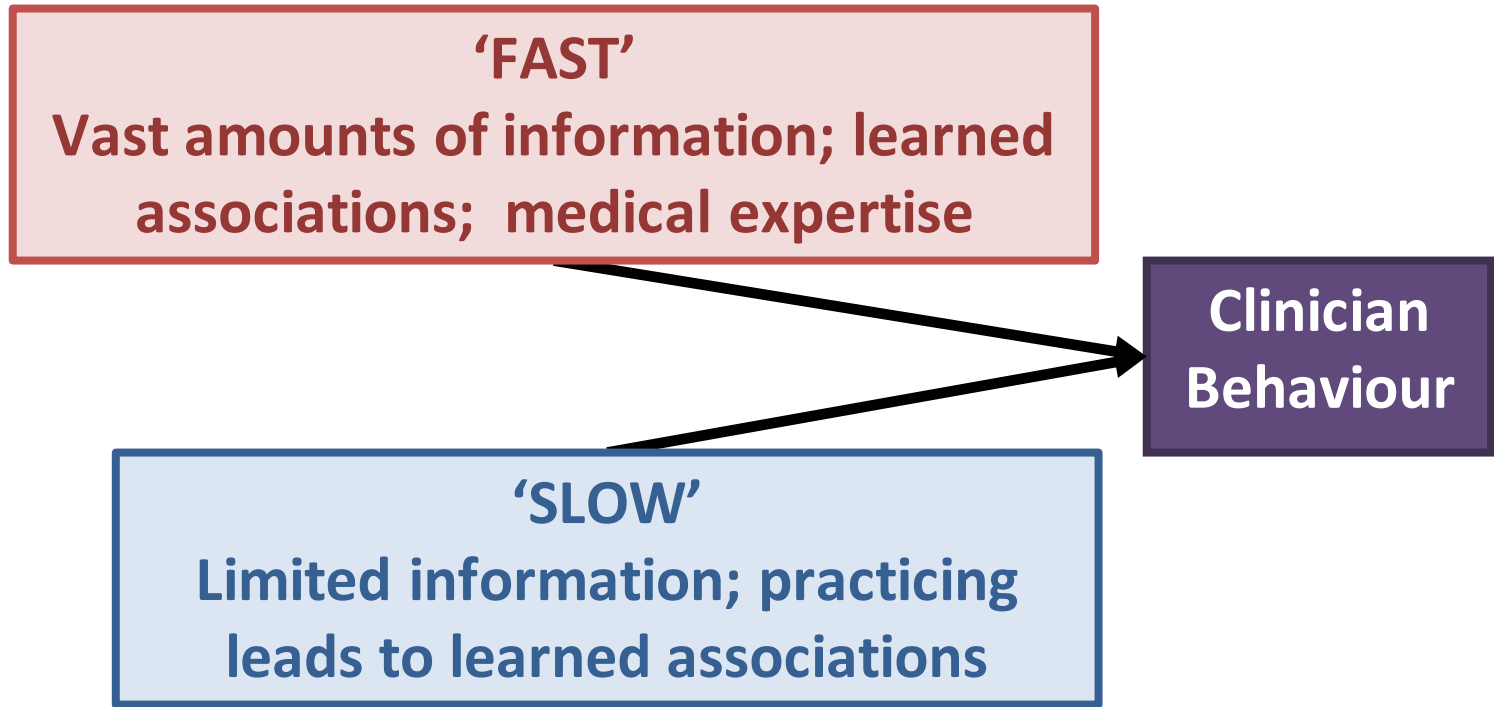 ‘FAST’
Vast amounts of information; learned
associations;  medical expertise
Clinician
Behaviour
‘SLOW’
Limited information; practicing
leads to learned associations